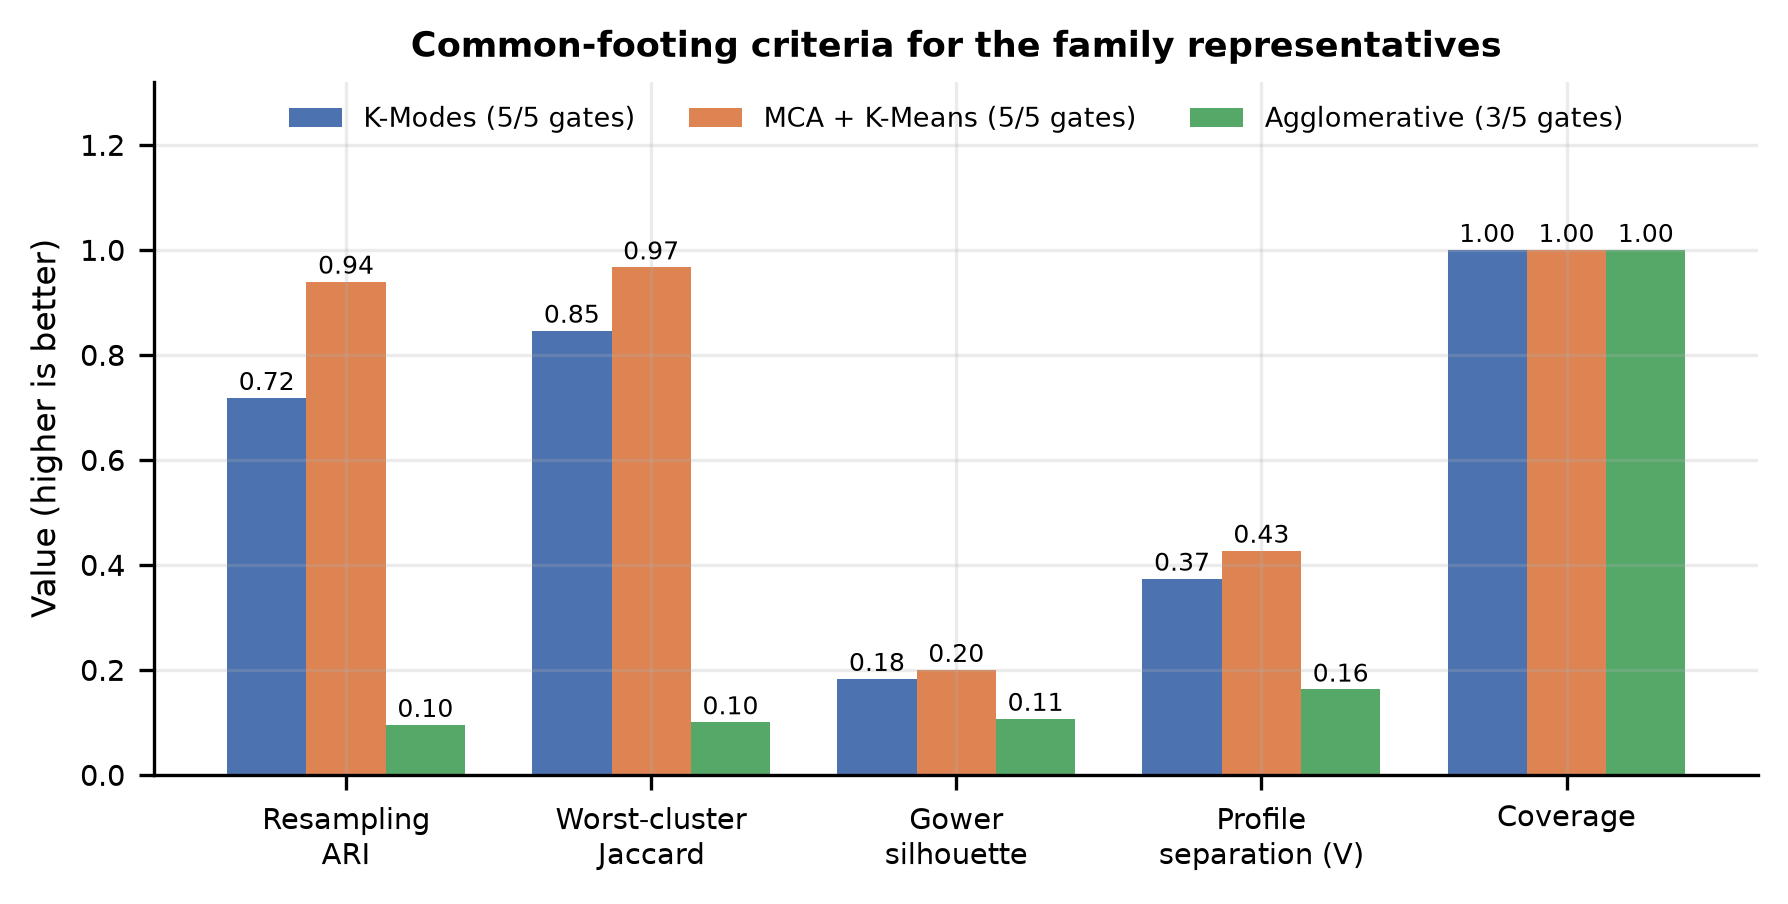 Common-footing criteria for the family representatives
K-Modes (5/5 gates) MCA + K-Means (5/5 gates) Agglomerative (3/5 gates)
Value (higher is better)
1.2
1.0
0.8
0.6
0.4
0.2
0.0
0.72 0.94 0.10
0.85 0.97 0.10
0.18 0.20 0.11
0.37 0.43 0.16
1.00 1.00 1.00
Resampling
ARI
Worst-cluster
Jaccard
Gower
silhouette
Profile
separation (V)
Coverage